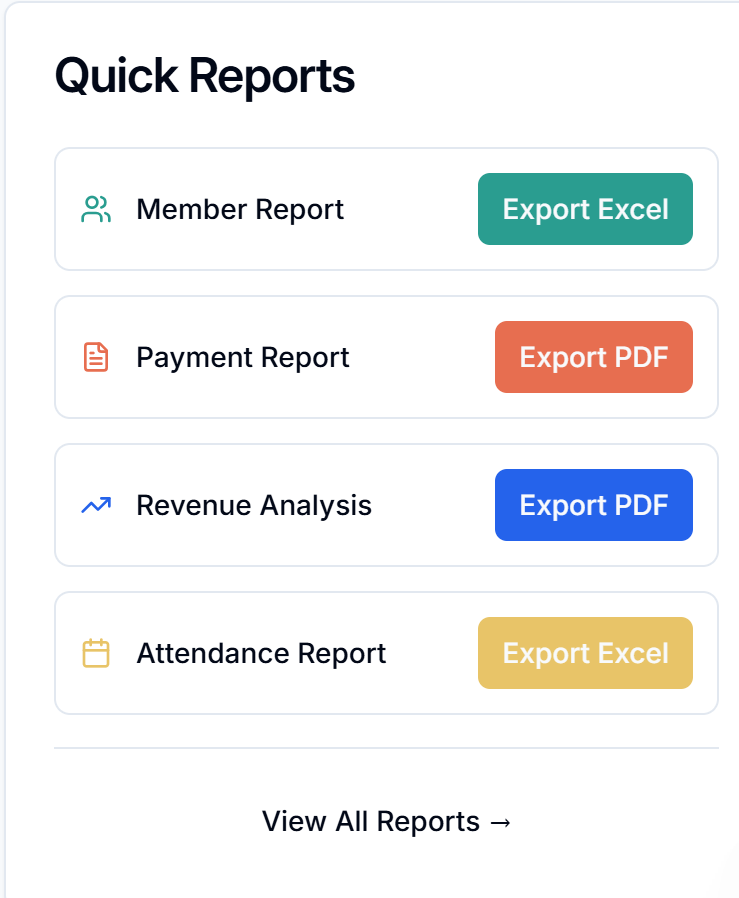 Quick Reports
Member Report
Export Excel
Payment Report
Export PDF
Revenue Analysis
Export PDF
Attendance Report
Export Excel
View All Reports →